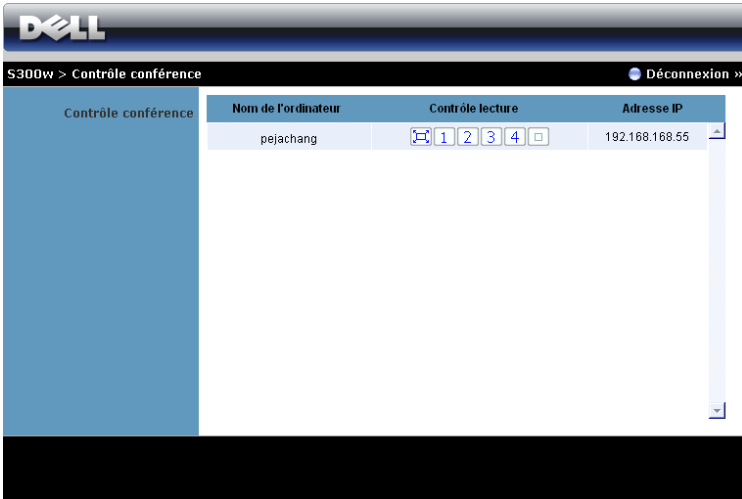 DELL
S300w > Contrôle conférence
Déconnexion »
Contrôle conférence
Nom de l'ordinateur Contrôle lecture Adresse IP
pejachang 1 2 3 4 192.168.168.55